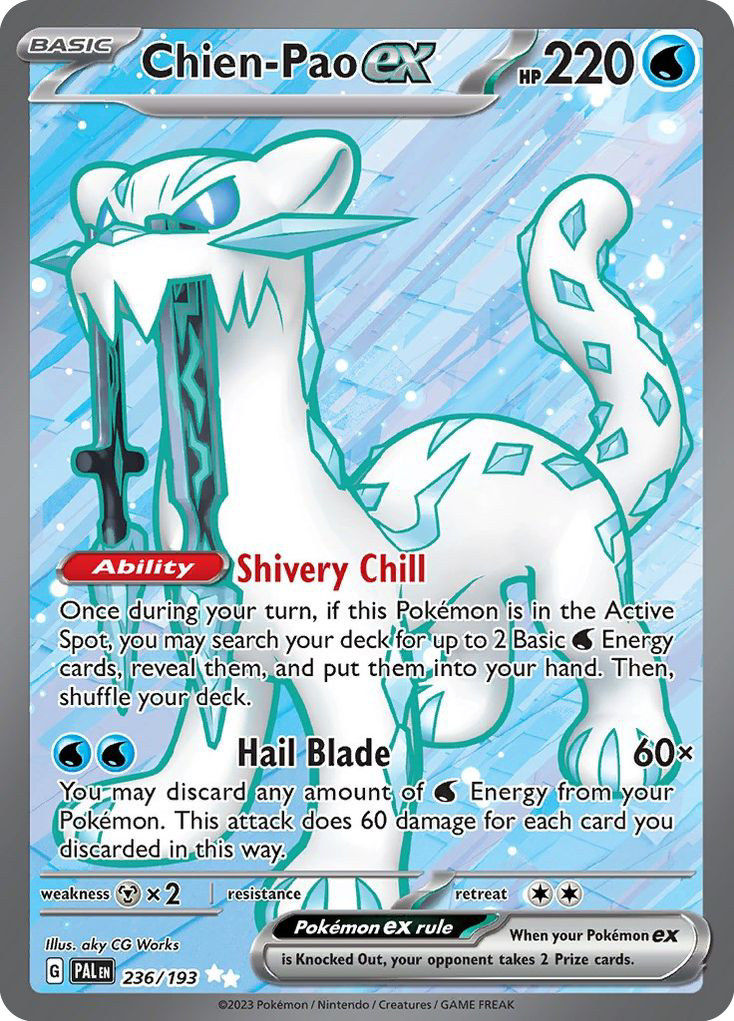 BASIC
Chien-Pao ex HP 220
Ability Shivery Chill
Once during your turn, if this Pokémon is in the Active
Spot, you may search your deck for up to 2 Basic Energy
cards, reveal them, and put them into your hand. Then,
shuffle your deck.
Hail Blade 60×
You may discard any amount of Energy from your
Pokémon. This attack does 60 damage for each card you
discarded in this way.
weakness ×2 resistance retreat
Pokémon ex rule When your Pokémon ex
is Knocked Out, your opponent takes 2 Prize cards.
Illus. aky CG Works
G PAL EN 236/193
©2023 Pokémon / Nintendo / Creatures / GAME FREAK